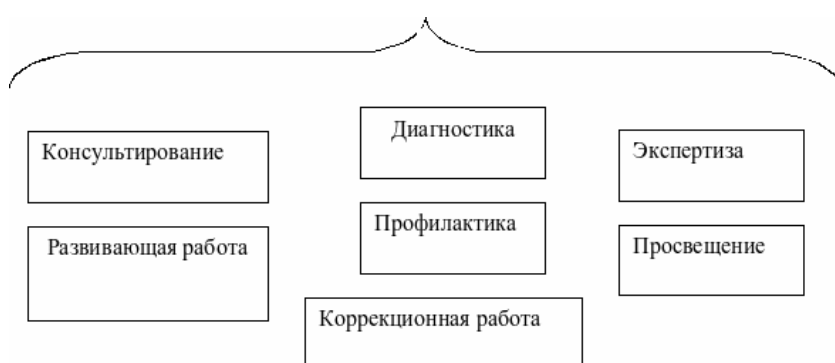 Диагностика
Консультирование
Экспертиза
Профилактика
Развивающая работа
Просвещение
Коррекционная работа